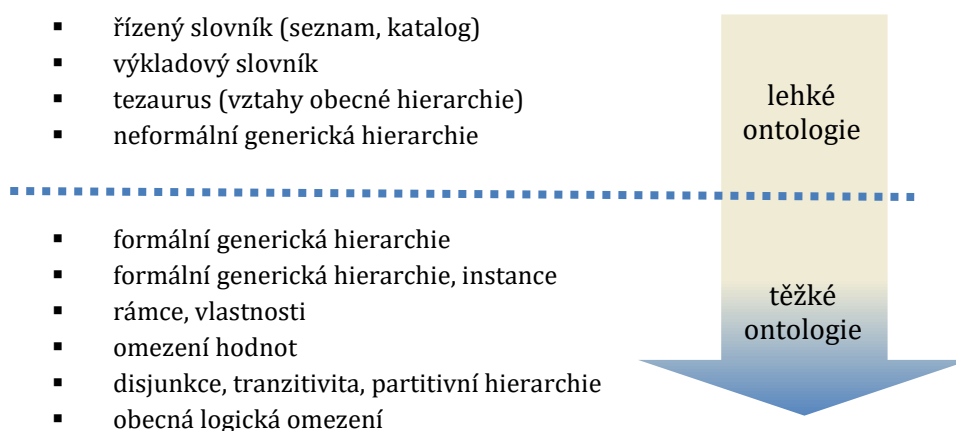 ▪ řízený slovník (seznam, katalog)
▪ výkladový slovník
▪ tezaurus (vztahy obecné hierarchie)
▪ neformální generická hierarchie
lehké
ontologie
▪ formální generická hierarchie
▪ formální generická hierarchie, instance
▪ rámce, vlastnosti
▪ omezení hodnot
▪ disjunkce, tranzitivita, partitivní hierarchie
▪ obecná logická omezení
těžké
ontologie